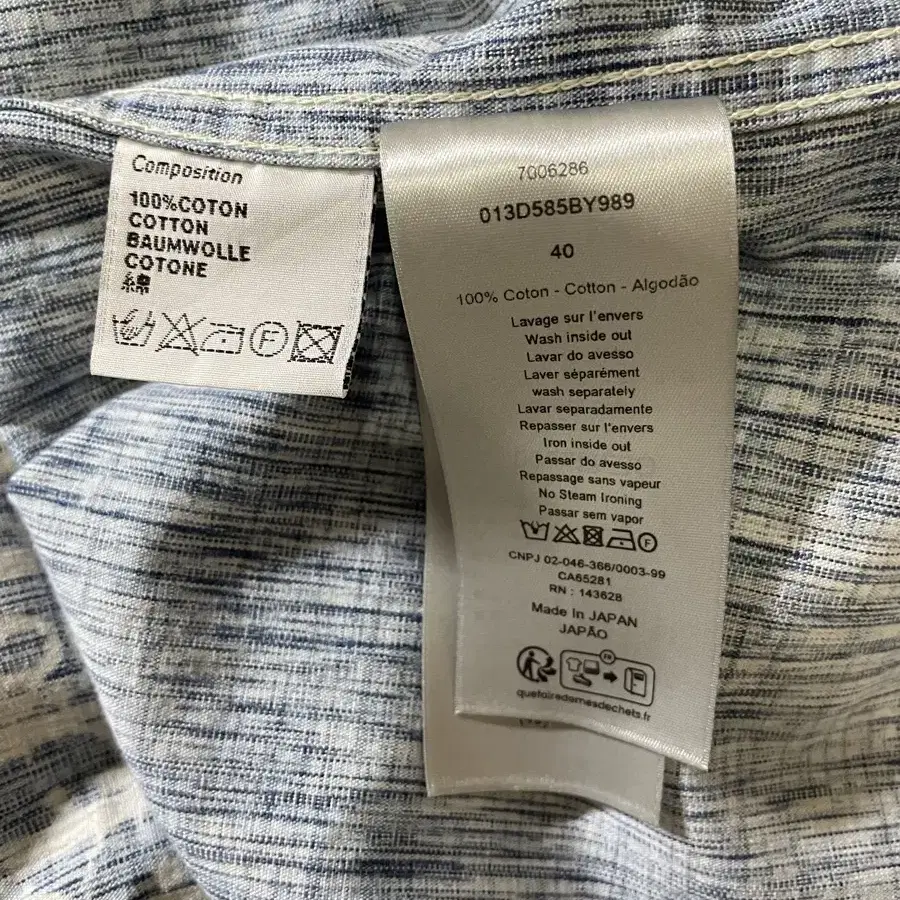 Composition
100%COTON
COTTON
BAUMWOLLE
COTONE
綿
F
7006286
013D585BY989
40
100% Coton - Cotton - Algodão
Lavage sur l'envers
Wash inside out
Lavar do avesso
Laver séparément
wash separately
Lavar separadamente
Repasser sur l'envers
Iron inside out
Passar do avesso
Repassage sans vapeur
No Steam Ironing
Passar sem vapor
CNPJ 02-046-366/0003-99
CA65281
RN : 143628
Made In JAPAN
JAPÃO
FR
quefairedemesdechets.fr